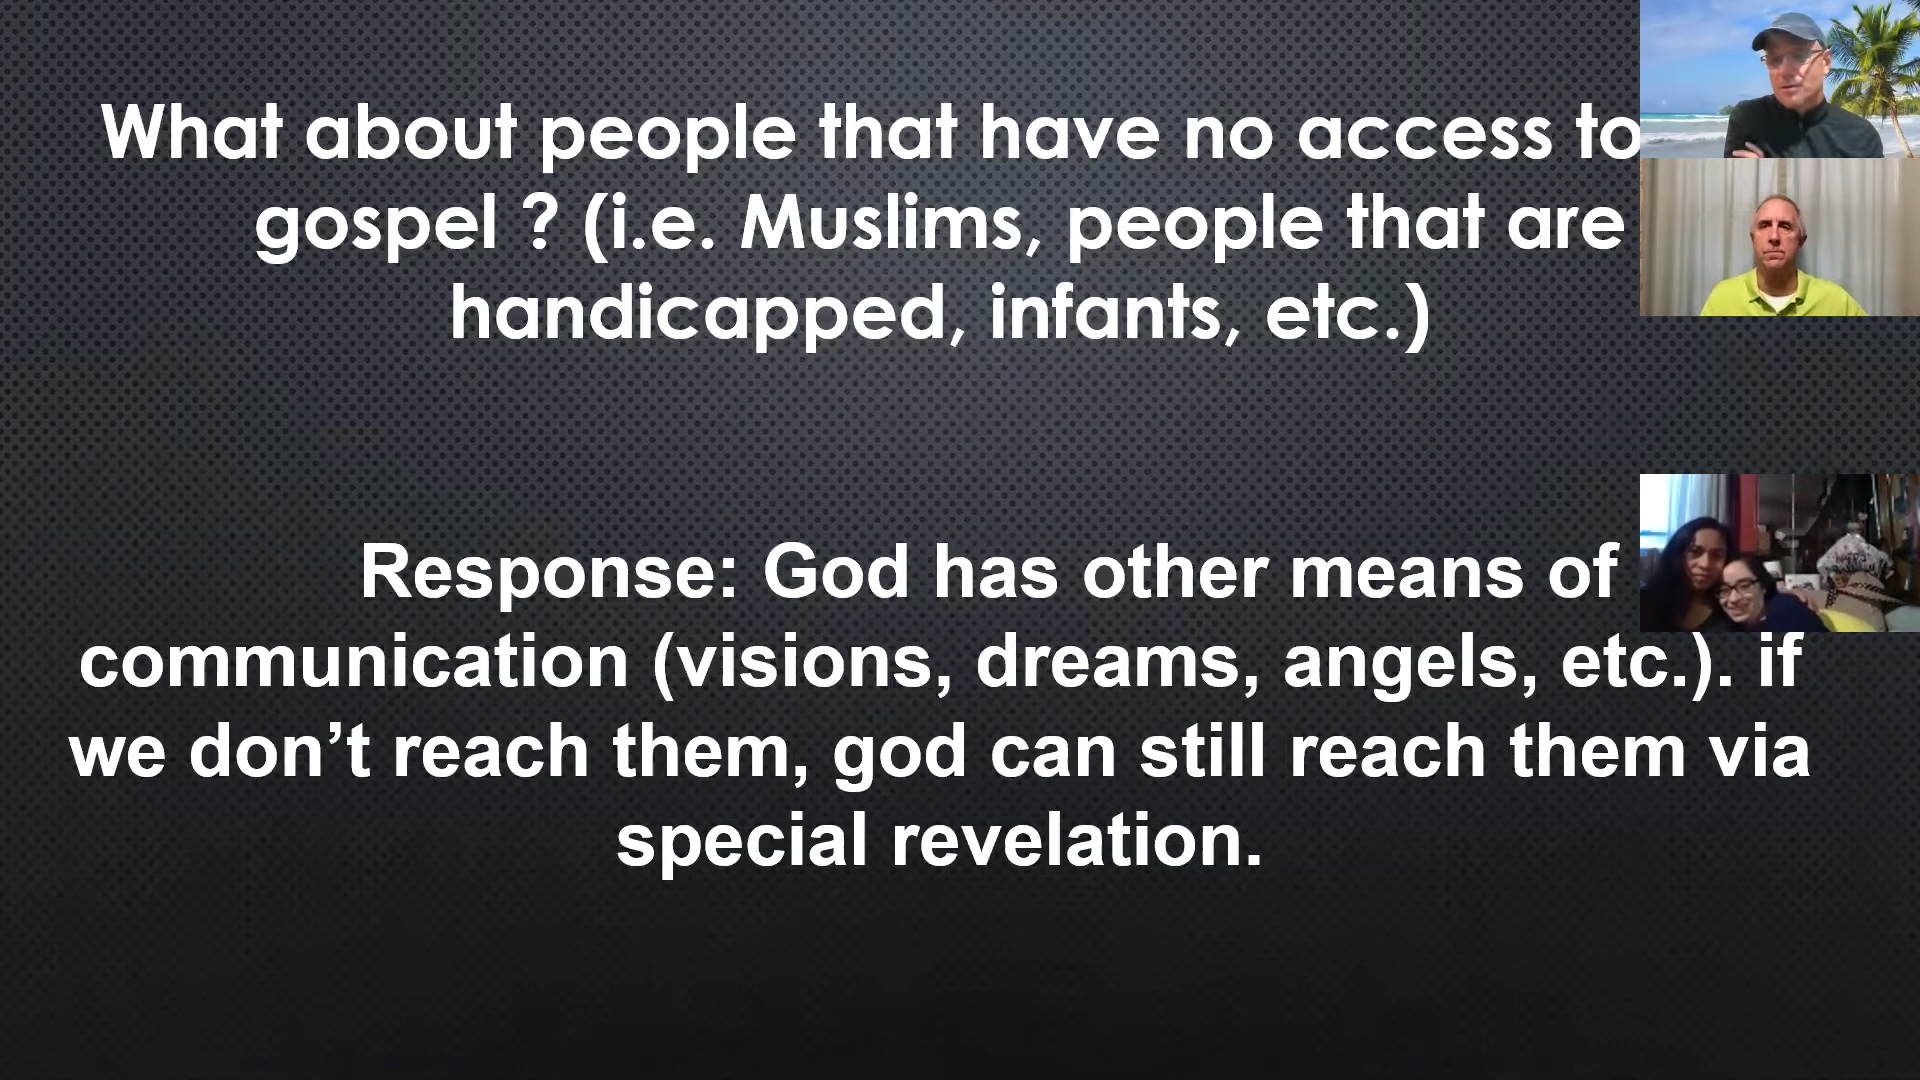 What about people that have no access to
gospel ? (i.e. Muslims, people that are
handicapped, infants, etc.)
Response: God has other means of
communication (visions, dreams, angels, etc.). if
we don’t reach them, god can still reach them via
special revelation.